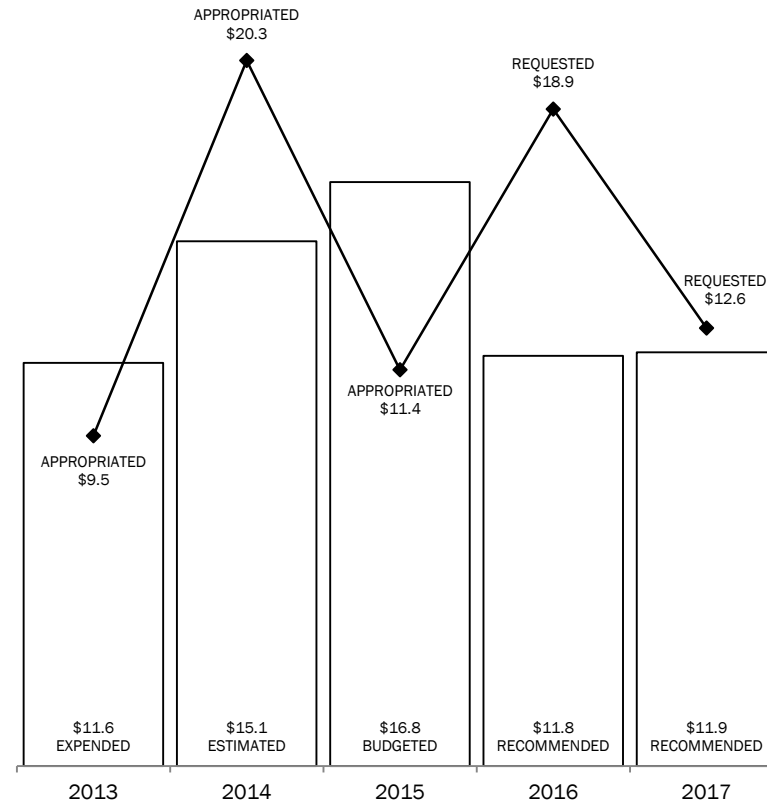 APPROPRIATED
$20.3
REQUESTED
$18.9
REQUESTED
$12.6
APPROPRIATED
$11.4
APPROPRIATED
$9.5
$11.6
EXPENDED
$15.1
ESTIMATED
$16.8
BUDGETED
$11.8
RECOMMENDED
$11.9
RECOMMENDED
2013
2014
2015
2016
2017